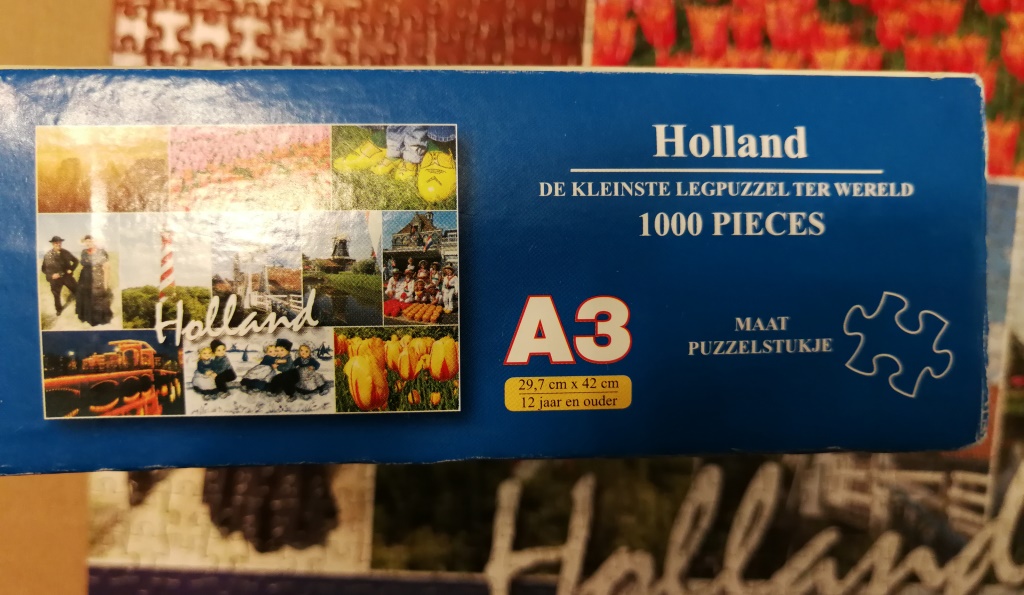 Holland
DE KLEINSTE LEGPUZZEL TER WERELD
1000 PIECES
Holland
A3
29,7 cm x 42 cm
12 jaar en ouder
MAAT
PUZZELSTUKJE
Holland